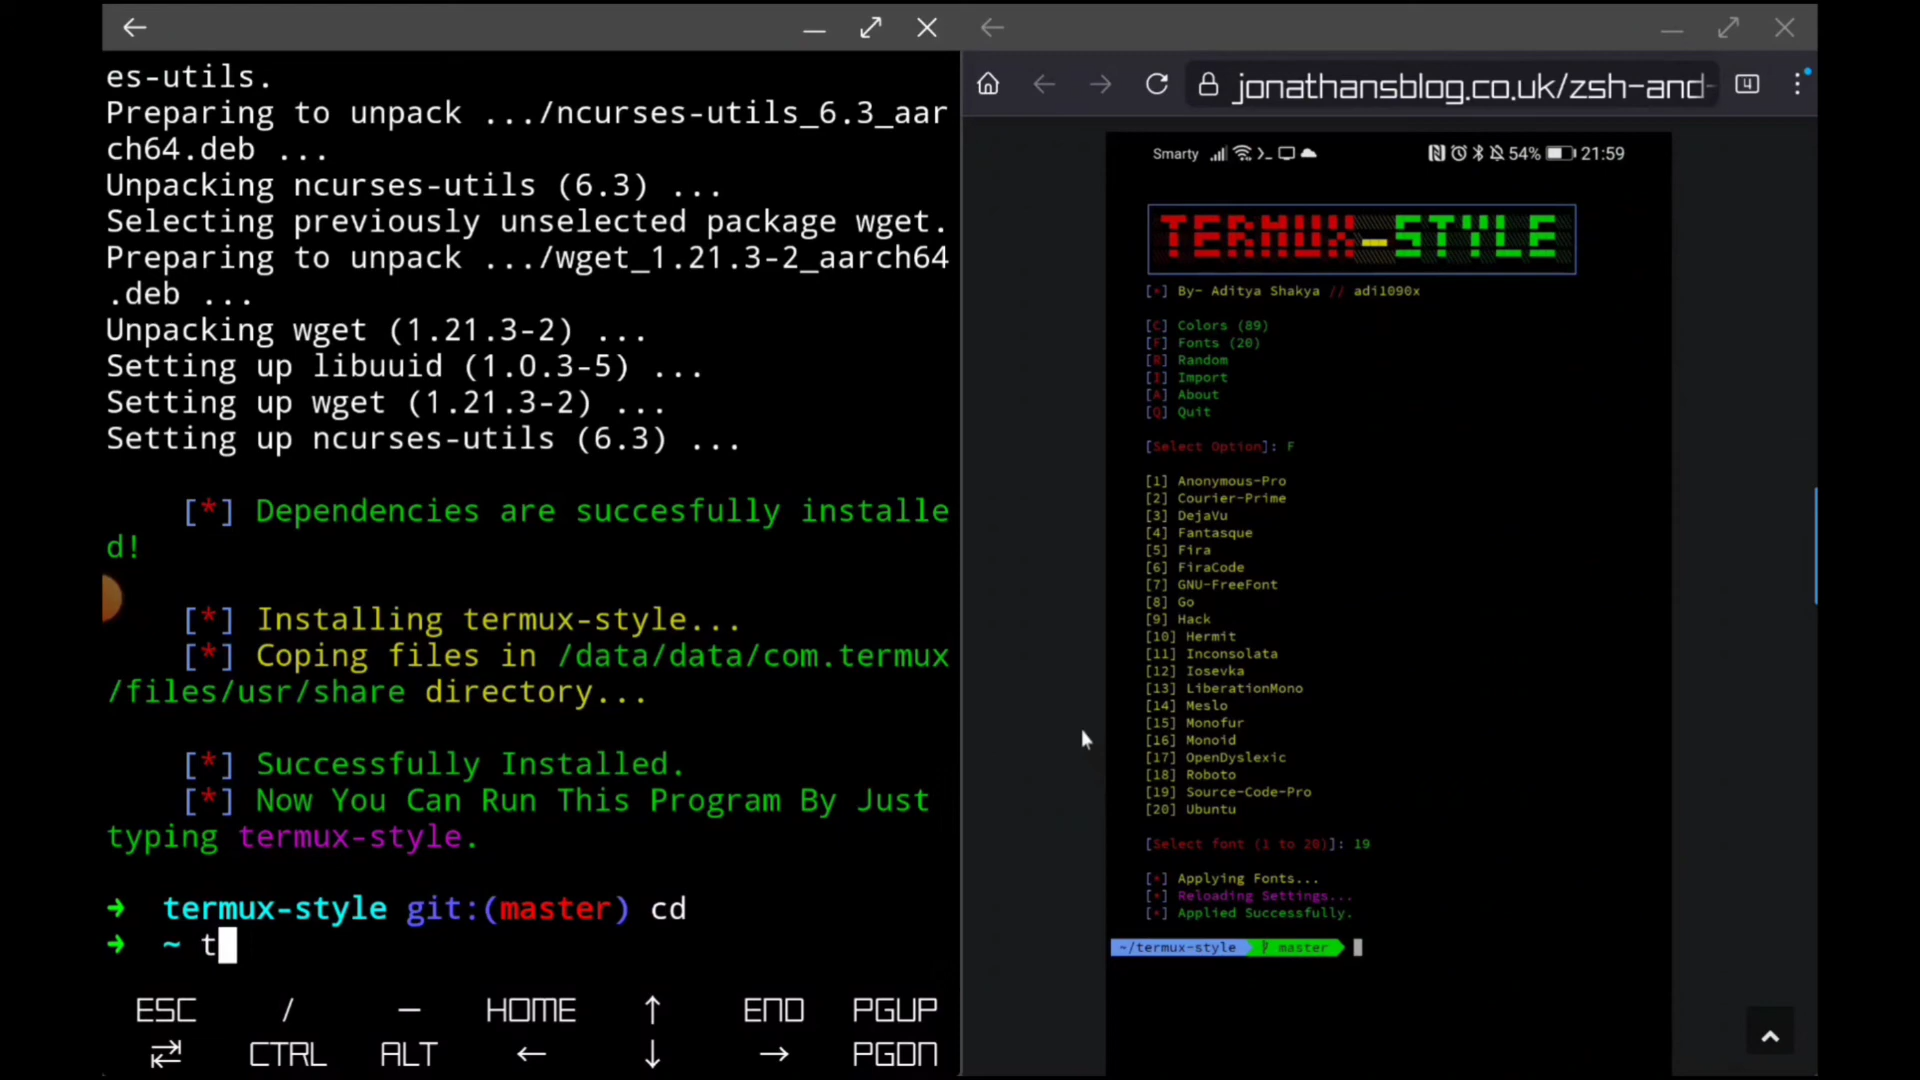 es-utils.
Preparing to unpack .../ncurses-utils_6.3_aar
ch64.deb ...
Unpacking ncurses-utils (6.3) ...
Selecting previously unselected package wget.
Preparing to unpack .../wget_1.21.3-2_aarch64
.deb ...
Unpacking wget (1.21.3-2) ...
Setting up libuuid (1.0.3-5) ...
Setting up wget (1.21.3-2) ...
Setting up ncurses-utils (6.3) ...
[*] Dependencies are succesfully installe
d!
[*] Installing termux-style...
[*] Coping files in /data/data/com.termux
/files/usr/share directory...
[*] Successfully Installed.
[*] Now You Can Run This Program By Just
typing termux-style.
➜ termux-style git:(master) cd
➜ ~ t
ESC / — HOME ↑ END PGUP
⇄ CTRL ALT ← ↓ → PGDN
jonathansblog.co.uk/zsh-and-
4
Smarty 54% 21:59
TERMUX-STYLE
[*] By- Aditya Shakya // adi1090x
[C] Colors (89)
[F] Fonts (20)
[R] Random
[I] Import
[A] About
[Q] Quit
[Select Option]: F
[1] Anonymous-Pro
[2] Courier-Prime
[3] DejaVu
[4] Fantasque
[5] Fira
[6] FiraCode
[7] GNU-FreeFont
[8] Go
[9] Hack
[10] Hermit
[11] Inconsolata
[12] Iosevka
[13] LiberationMono
[14] Meslo
[15] Monofur
[16] Monoid
[17] OpenDyslexic
[18] Roboto
[19] Source-Code-Pro
[20] Ubuntu
[Select font (1 to 20)]: 19
[*] Applying Fonts...
[*] Reloading Settings...
[*] Applied Successfully.
~/termux-style master